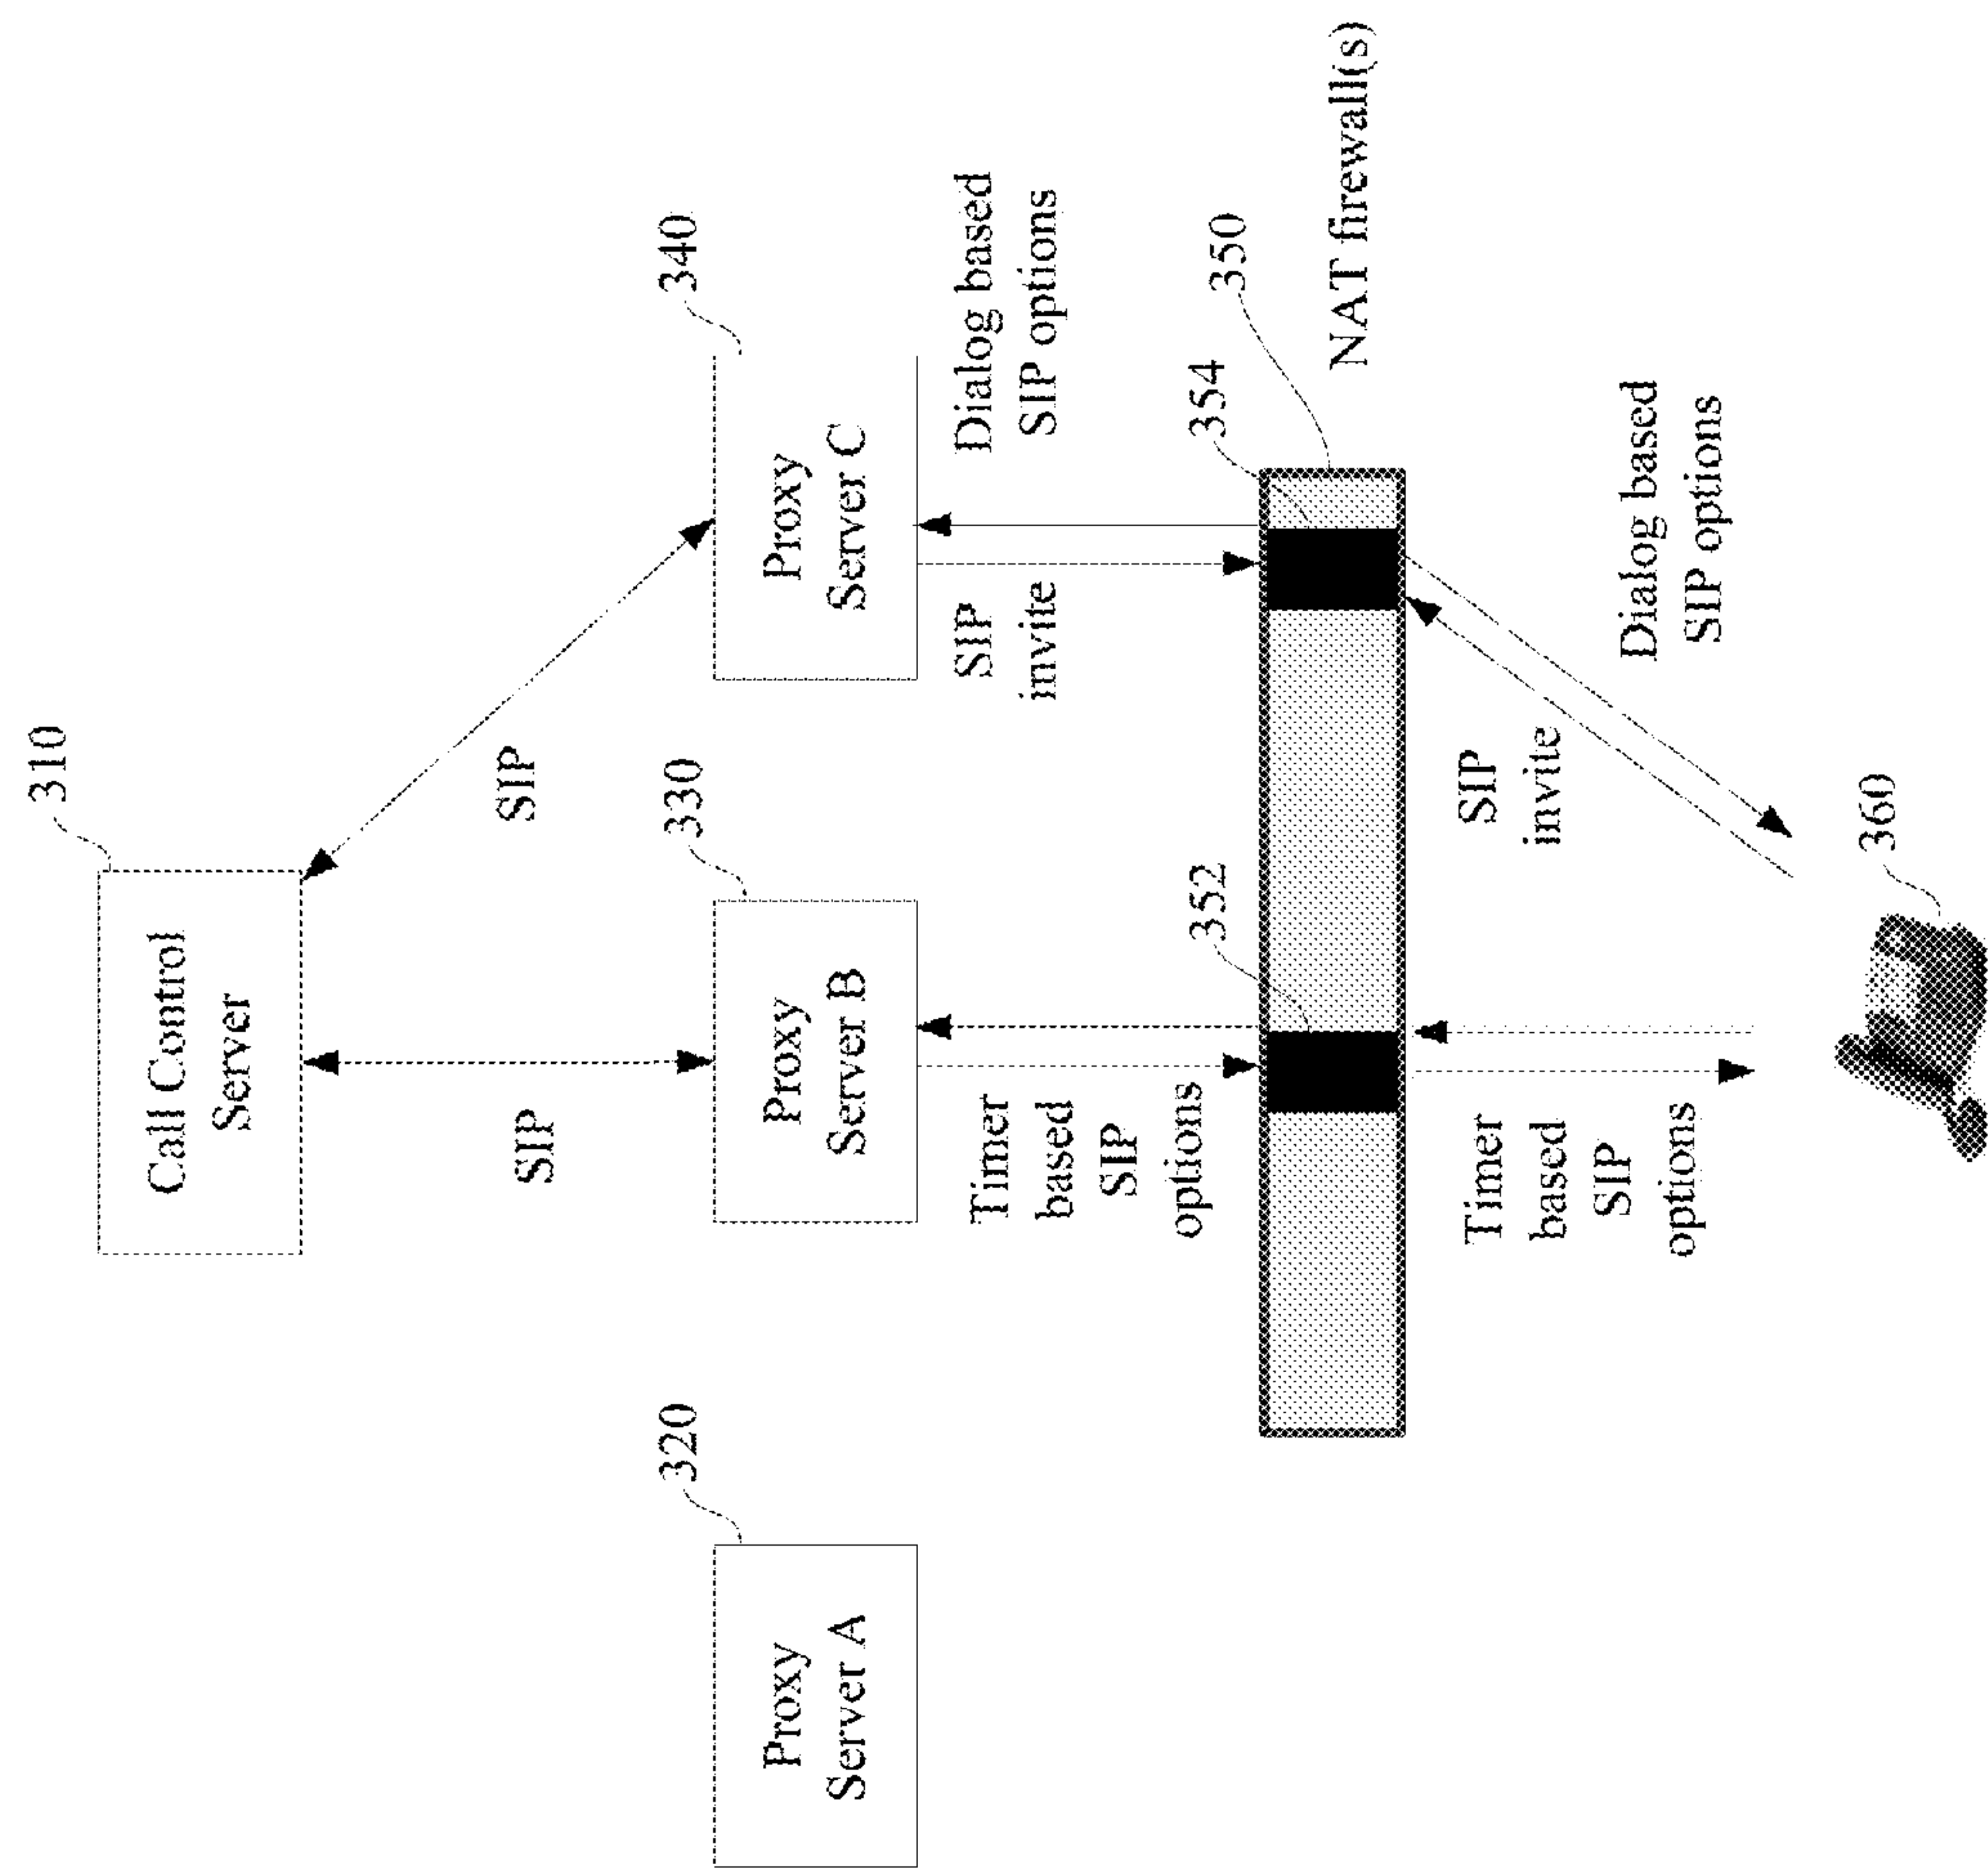 310
Call Control
Server
SIP
SIP
320
330
340
Proxy
Server A
Proxy
Server B
Proxy
Server C
Timer
based
SIP
options
SIP
invite
Dialog based
SIP options
352
354
350
NAT firewall(s)
Timer
based
SIP
options
SIP
invite
Dialog based
SIP options
360